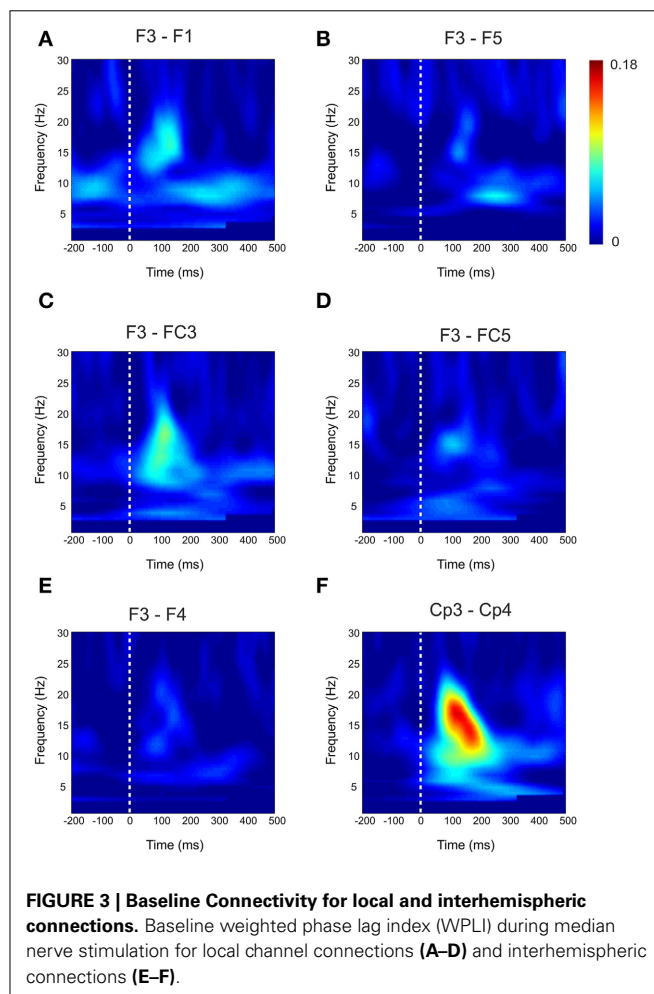 A
F3 - F1
B
F3 - F5
30
25
20
15
10
5
Frequency (Hz)
-200 -100 0 100 200 300 400 500
Time (ms)
30
25
20
15
10
5
Frequency (Hz)
-200 -100 0 100 200 300 400 500
Time (ms)
0.18
0
C
F3 - FC3
D
F3 - FC5
30
25
20
15
10
5
Frequency (Hz)
-200 -100 0 100 200 300 400 500
Time (ms)
30
25
20
15
10
5
Frequency (Hz)
-200 -100 0 100 200 300 400 500
Time (ms)
E
F3 - F4
F
Cp3 - Cp4
30
25
20
15
10
5
Frequency (Hz)
-200 -100 0 100 200 300 400 500
Time (ms)
30
25
20
15
10
5
Frequency (Hz)
-200 -100 0 100 200 300 400 500
Time (ms)
FIGURE 3 | Baseline Connectivity for local and interhemispheric
connections. Baseline weighted phase lag index (WPLI) during median
nerve stimulation for local channel connections (A–D) and interhemispheric
connections (E–F).